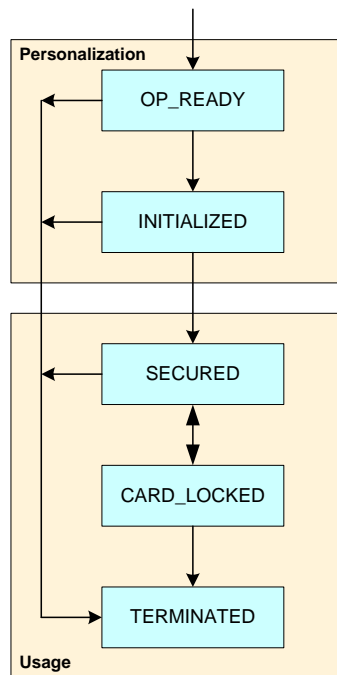 Personalization
OP_READY
INITIALIZED
SECURED
CARD_LOCKED
TERMINATED
Usage